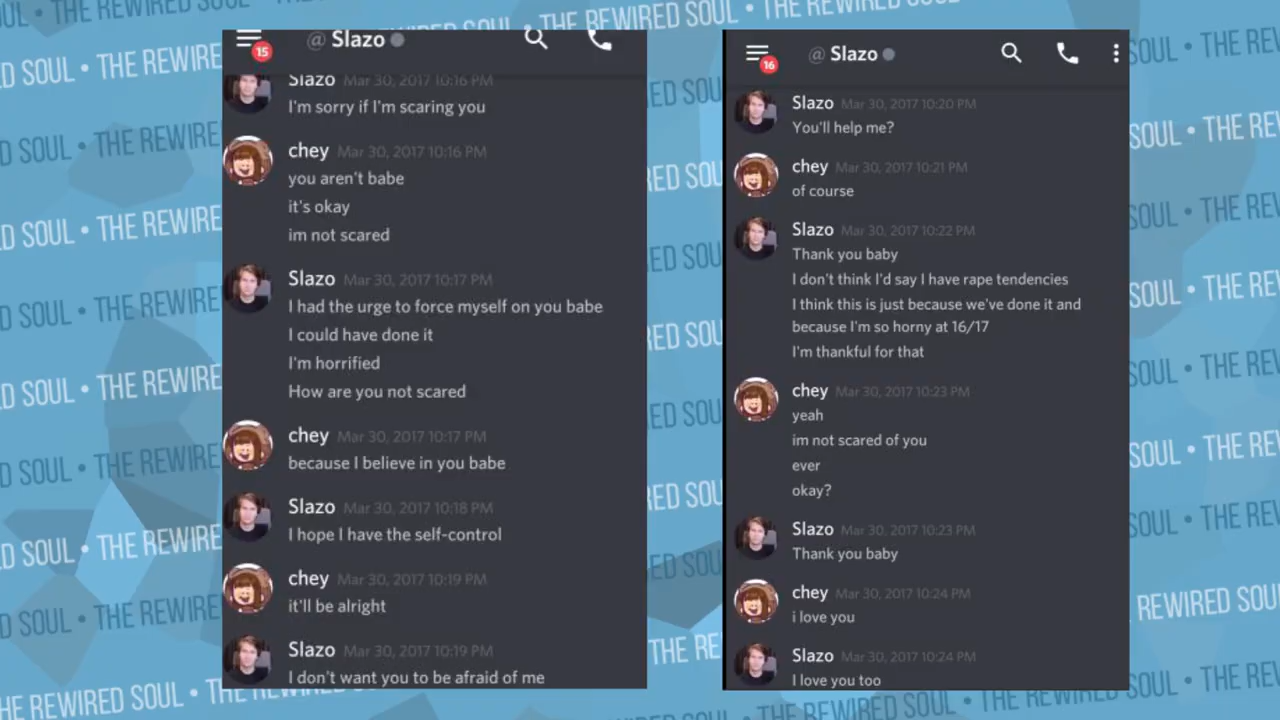 THE REWIRED SOUL • THE REWIRED SOUL • THE REWIRED SOUL
@ Slazo
15
Slazo Mar 30, 2017 10:16 PM
I'm sorry if I'm scaring you
chey Mar 30, 2017 10:16 PM
you aren't babe
it's okay
im not scared
Slazo Mar 30, 2017 10:17 PM
I had the urge to force myself on you babe
I could have done it
I'm horrified
How are you not scared
chey Mar 30, 2017 10:17 PM
because I believe in you babe
Slazo Mar 30, 2017 10:18 PM
I hope I have the self-control
chey Mar 30, 2017 10:19 PM
it'll be alright
Slazo Mar 30, 2017 10:19 PM
I don't want you to be afraid of me
@ Slazo
16
Slazo Mar 30, 2017 10:20 PM
You'll help me?
chey Mar 30, 2017 10:21 PM
of course
Slazo Mar 30, 2017 10:22 PM
Thank you baby
I don't think I'd say I have rape tendencies
I think this is just because we've done it and
because I'm so horny at 16/17
I'm thankful for that
chey Mar 30, 2017 10:23 PM
yeah
im not scared of you
ever
okay?
Slazo Mar 30, 2017 10:23 PM
Thank you baby
chey Mar 30, 2017 10:24 PM
i love you
Slazo Mar 30, 2017 10:24 PM
I love you too